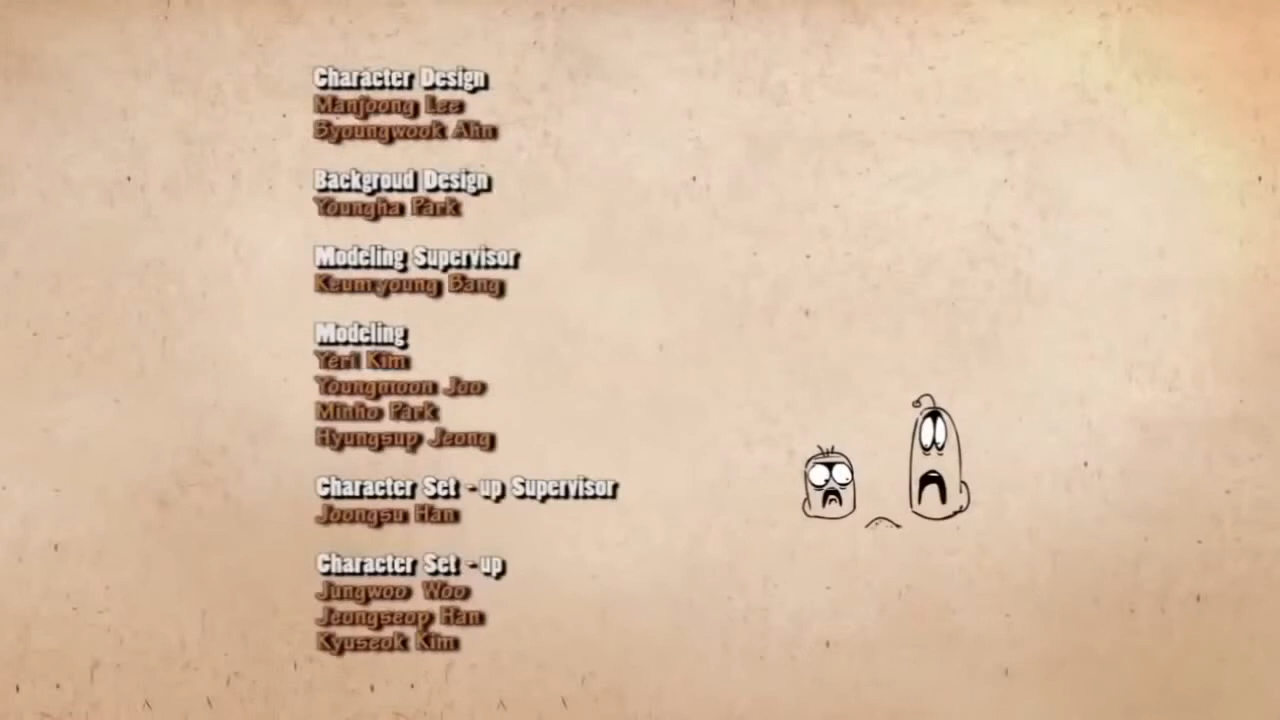 Character Design
Manjoong Lee
Byoungwook Ahn
Backgroud Design
Youngha Park
Modeling Supervisor
Keumyoung Bang
Modeling
Yeri Kim
Youngmoon Joo
Minho Park
Hyungsup Jeong
Character Set -up Supervisor
Joongsu Han
Character Set -up
Jungwoo Woo
Jeongseop Han
Kyuseok Kim